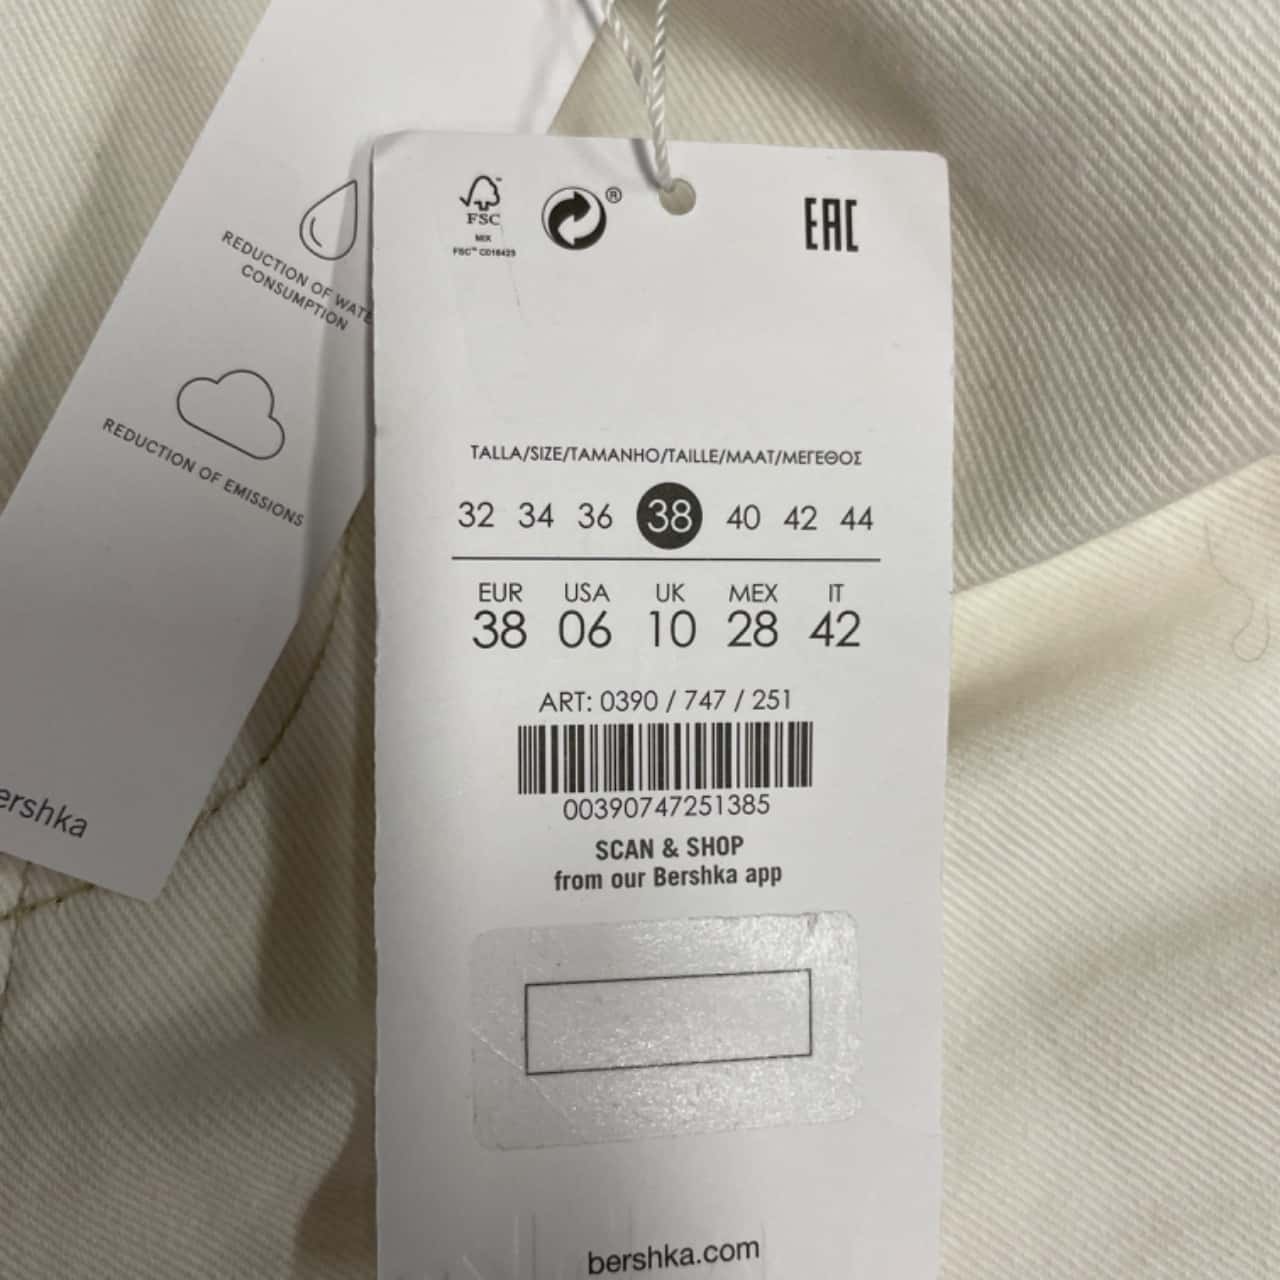 REDUCTION OF WATE
CONSUMPTION
REDUCTION OF EMISSIONS
ershka
FSC
MIX
FSC™ C016423
®
EAC
TALLA/SIZE/TAMANHO/TAILLE/MAAT/ΜΕΓΕΘΟΣ
32 34 36 38 40 42 44
EUR USA UK MEX IT
38 06 10 28 42
ART: 0390 / 747 / 251
00390747251385
SCAN & SHOP
from our Bershka app
bershka.com